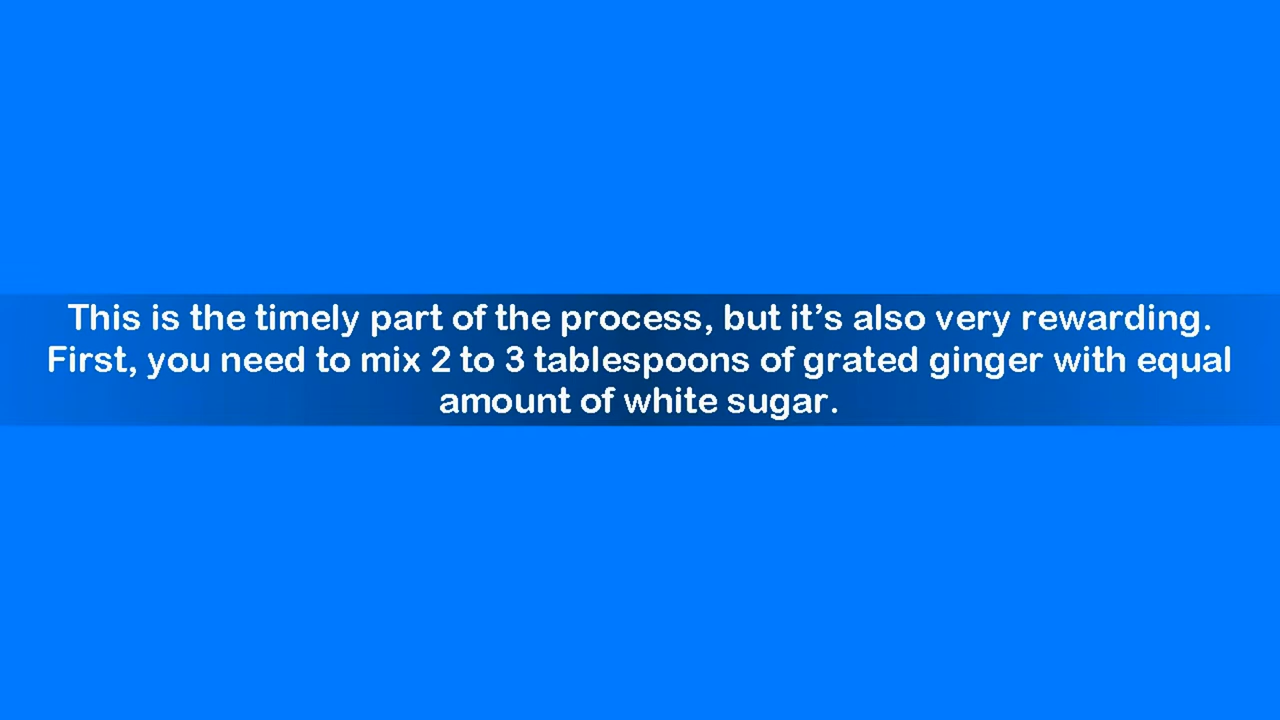 This is the timely part of the process, but it’s also very rewarding.
First, you need to mix 2 to 3 tablespoons of grated ginger with equal
amount of white sugar.